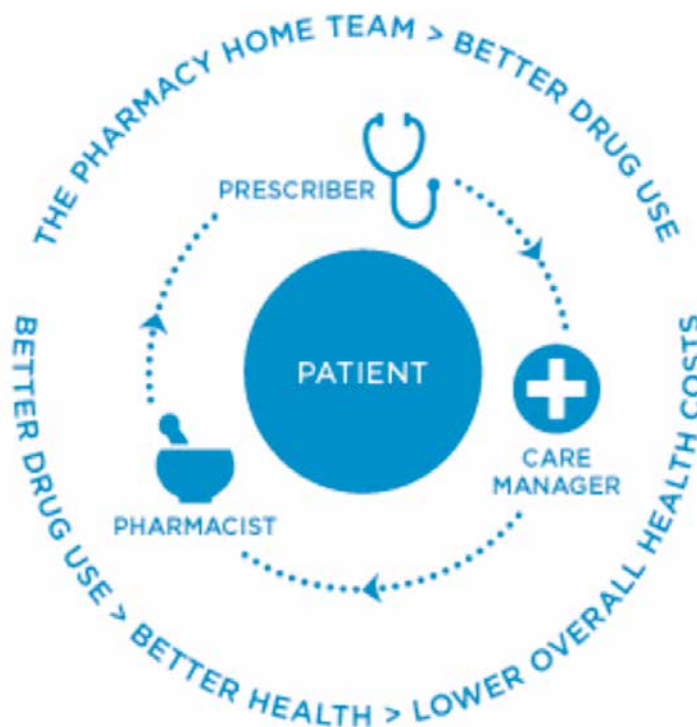 THE PHARMACY HOME TEAM > BETTER DRUG USE
PRESCRIBER
PATIENT
CARE
MANAGER
PHARMACIST
BETTER DRUG USE > BETTER HEALTH > LOWER OVERALL HEALTH COSTS